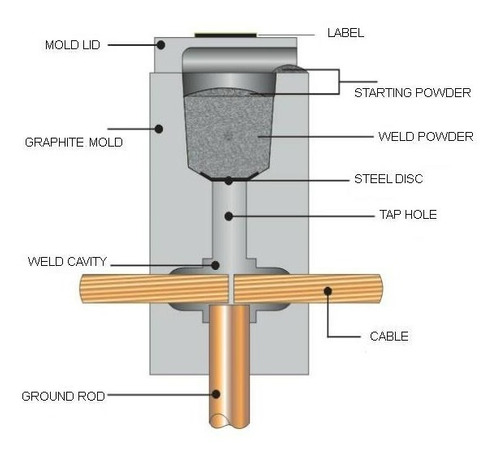 LABEL
MOLD LID
STARTING POWDER
WELD POWDER
GRAPHITE MOLD
STEEL DISC
TAP HOLE
WELD CAVITY
CABLE
GROUND ROD